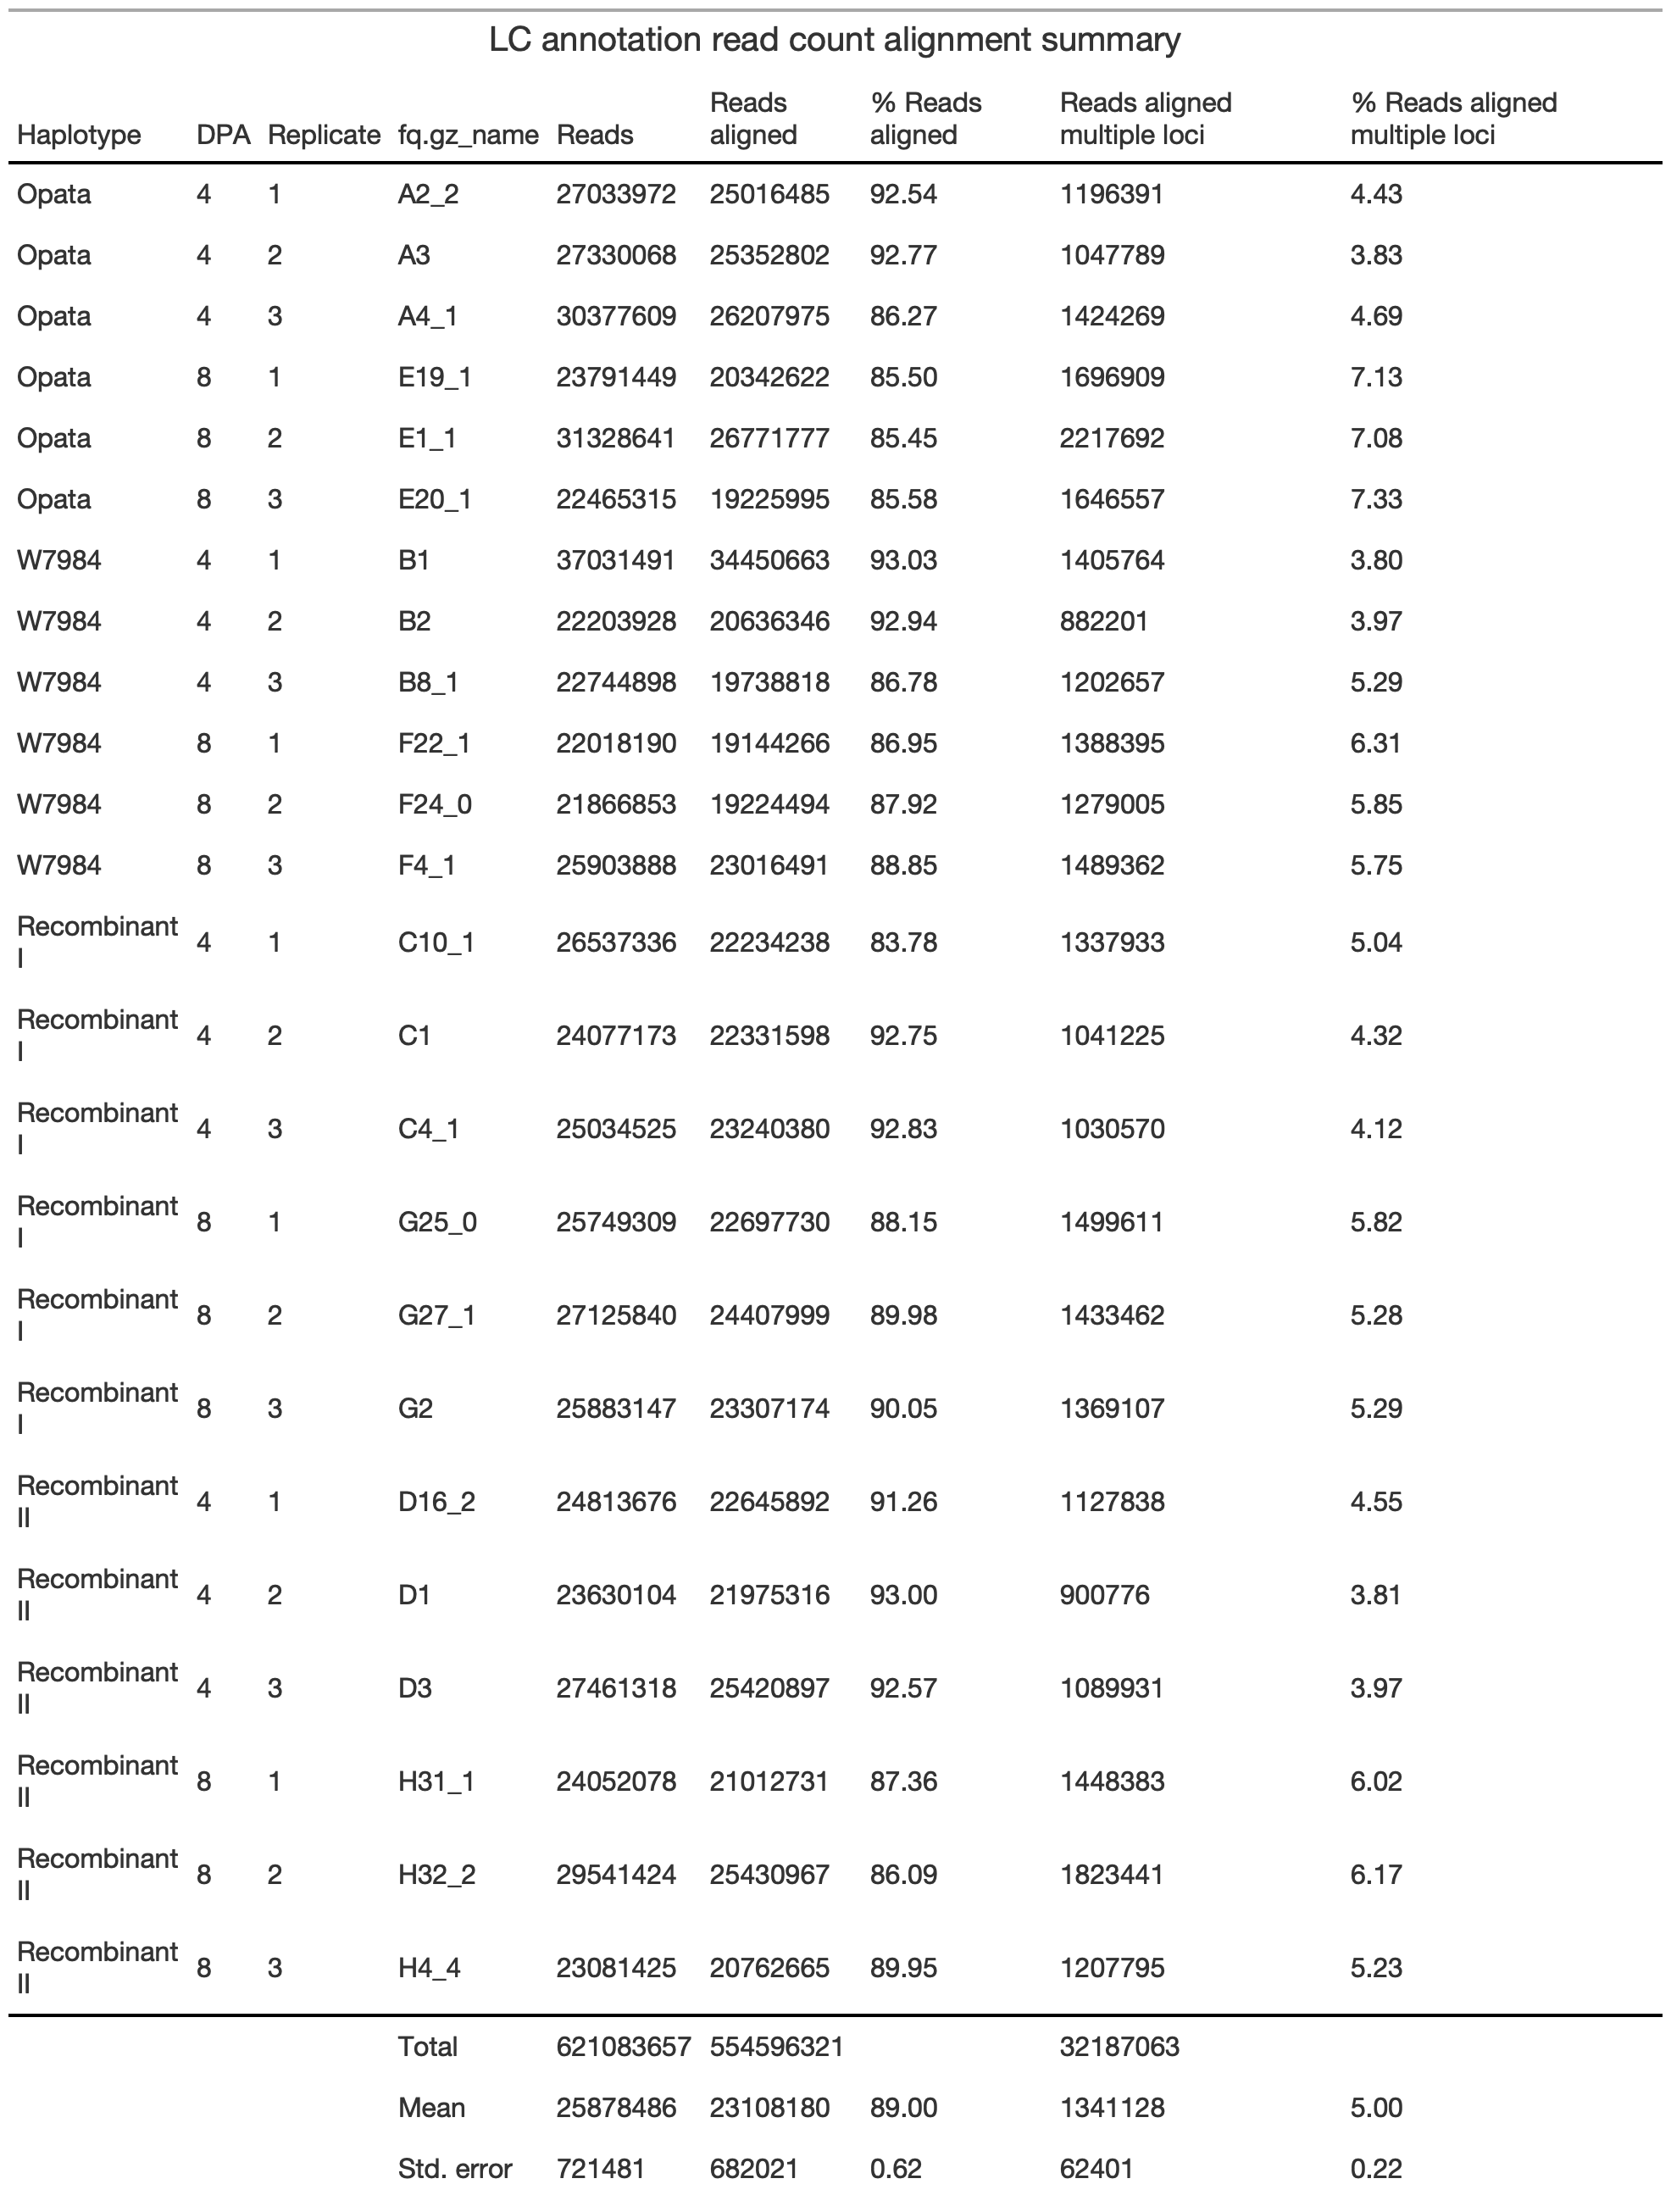 LC annotation read count alignment summary
Haplotype DPA Replicate fq.gz_name Reads Reads aligned % Reads aligned Reads aligned multiple loci % Reads aligned multiple loci
Opata 4 1 A2_2 27033972 25016485 92.54 1196391 4.43
Opata 4 2 A3 27330068 25352802 92.77 1047789 3.83
Opata 4 3 A4_1 30377609 26207975 86.27 1424269 4.69
Opata 8 1 E19_1 23791449 20342622 85.50 1696909 7.13
Opata 8 2 E1_1 31328641 26771777 85.45 2217692 7.08
Opata 8 3 E20_1 22465315 19225995 85.58 1646557 7.33
W7984 4 1 B1 37031491 34450663 93.03 1405764 3.80
W7984 4 2 B2 22203928 20636346 92.94 882201 3.97
W7984 4 3 B8_1 22744898 19738818 86.78 1202657 5.29
W7984 8 1 F22_1 22018190 19144266 86.95 1388395 6.31
W7984 8 2 F24_0 21866853 19224494 87.92 1279005 5.85
W7984 8 3 F4_1 25903888 23016491 88.85 1489362 5.75
Recombinant I 4 1 C10_1 26537336 22234238 83.78 1337933 5.04
Recombinant I 4 2 C1 24077173 22331598 92.75 1041225 4.32
Recombinant I 4 3 C4_1 25034525 23240380 92.83 1030570 4.12
Recombinant I 8 1 G25_0 25749309 22697730 88.15 1499611 5.82
Recombinant I 8 2 G27_1 27125840 24407999 89.98 1433462 5.28
Recombinant I 8 3 G2 25883147 23307174 90.05 1369107 5.29
Recombinant II 4 1 D16_2 24813676 22645892 91.26 1127838 4.55
Recombinant II 4 2 D1 23630104 21975316 93.00 900776 3.81
Recombinant II 4 3 D3 27461318 25420897 92.57 1089931 3.97
Recombinant II 8 1 H31_1 24052078 21012731 87.36 1448383 6.02
Recombinant II 8 2 H32_2 29541424 25430967 86.09 1823441 6.17
Recombinant II 8 3 H4_4 23081425 20762665 89.95 1207795 5.23
Total 621083657 554596321 32187063
Mean 25878486 23108180 89.00 1341128 5.00
Std. error 721481 682021 0.62 62401 0.22